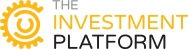 THE
INVESTMENT
PLATFORM